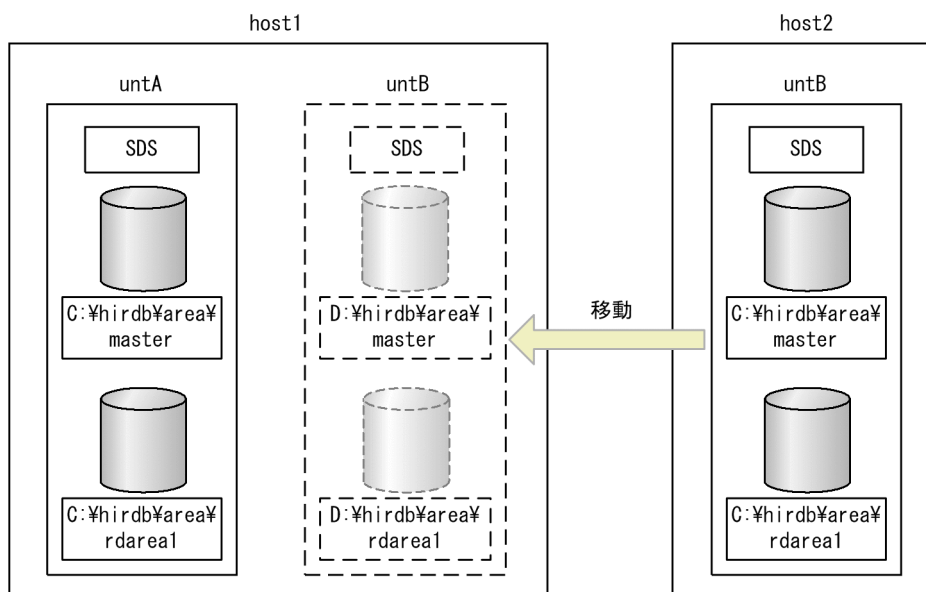 host1
host2
untA
untB
untB
SDS
SDS
SDS
C:¥hirdb¥area¥
master
D:¥hirdb¥area¥
master
移動
C:¥hirdb¥area¥
master
C:¥hirdb¥area¥
rdarea1
D:¥hirdb¥area¥
rdarea1
C:¥hirdb¥area¥
rdarea1